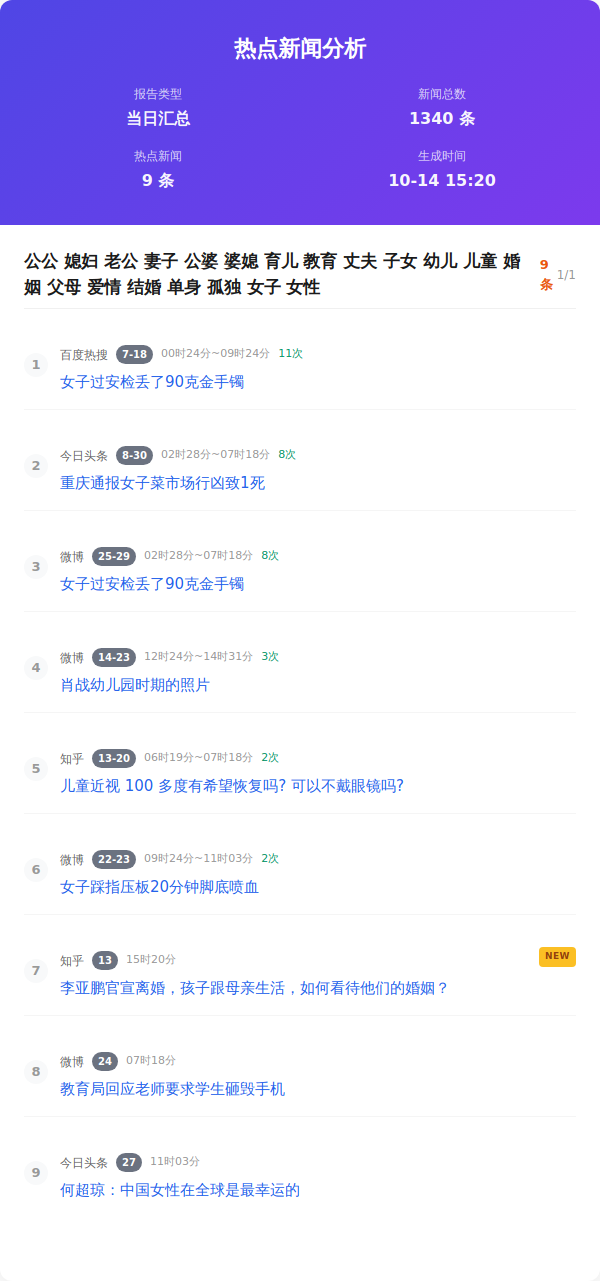 热点新闻分析
报告类型
当日汇总
新闻总数
1340 条
热点新闻
9 条
生成时间
10-14 15:20
公公 媳妇 老公 妻子 公婆 婆媳 育儿 教育 丈夫 子女 幼儿 儿童 婚
姻 父母 爱情 结婚 单身 孤独 女子 女性
9
条
1/1
1
百度热搜 7-18 00时24分~09时24分 11次
女子过安检丢了90克金手镯
2
今日头条 8-30 02时28分~07时18分 8次
重庆通报女子菜市场行凶致1死
3
微博 25-29 02时28分~07时18分 8次
女子过安检丢了90克金手镯
4
微博 14-23 12时24分~14时31分 3次
肖战幼儿园时期的照片
5
知乎 13-20 06时19分~07时18分 2次
儿童近视 100 多度有希望恢复吗? 可以不戴眼镜吗?
6
微博 22-23 09时24分~11时03分 2次
女子踩指压板20分钟脚底喷血
7
知乎 13 15时20分
NEW
李亚鹏官宣离婚，孩子跟母亲生活，如何看待他们的婚姻？
8
微博 24 07时18分
教育局回应老师要求学生砸毁手机
9
今日头条 27 11时03分
何超琼：中国女性在全球是最幸运的